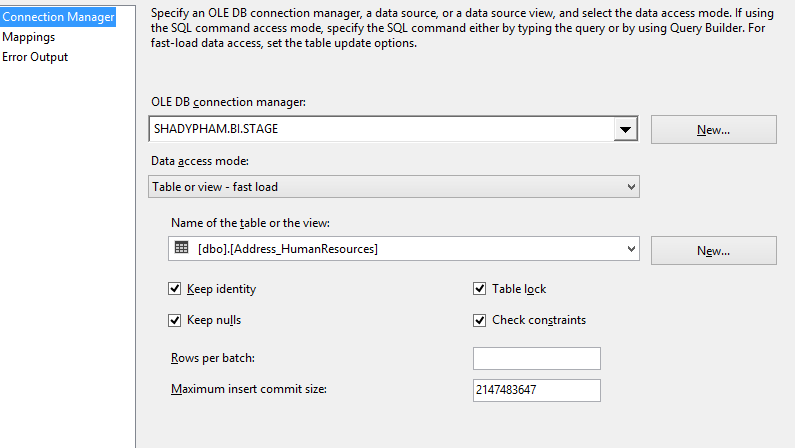 Connection Manager
Mappings
Error Output
Specify an OLE DB connection manager, a data source, or a data source view, and select the data access mode. If using
the SQL command access mode, specify the SQL command either by typing the query or by using Query Builder. For
fast-load data access, set the table update options.
OLE DB connection manager:
SHADYPHAM.BI.STAGE
New...
Data access mode:
Table or view - fast load
Name of the table or the view:
[dbo].[Address_HumanResources]
New...
Keep identity
Table lock
Keep nulls
Check constraints
Rows per batch:
Maximum insert commit size:
2147483647